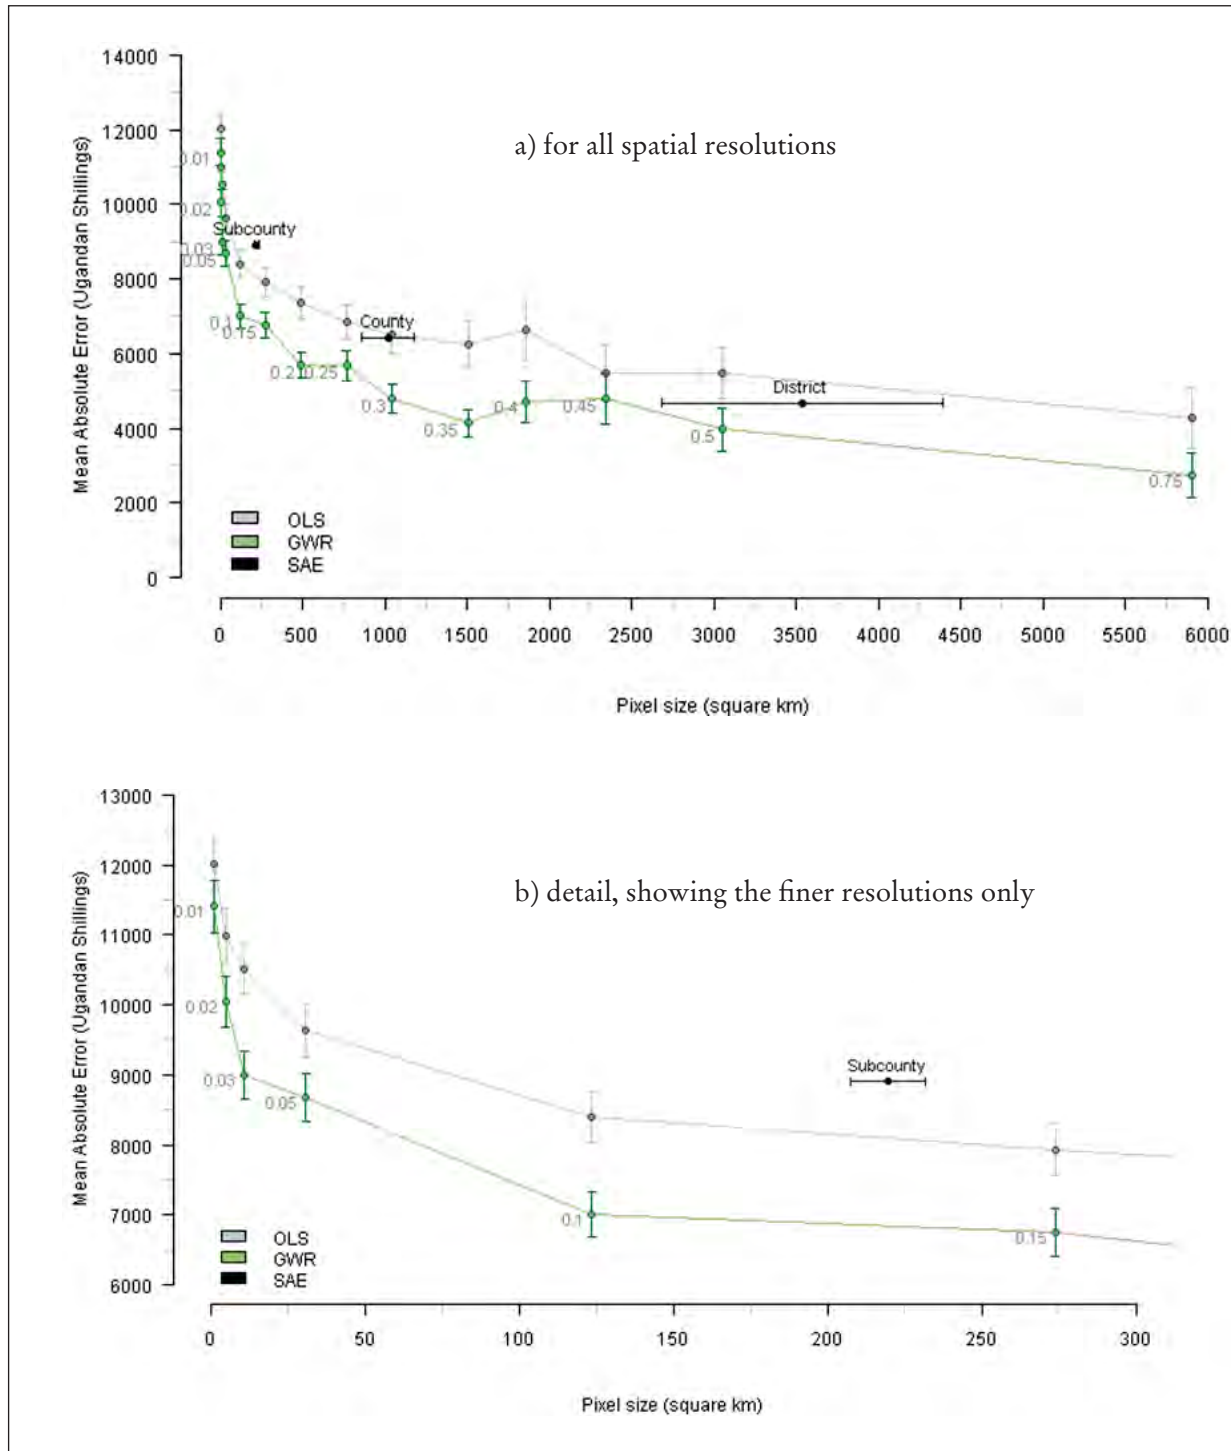 14000
12000
10000
8000
6000
4000
2000
0
Mean Absolute Error (Ugandan Shillings)
a) for all spatial resolutions
0.01
0.02
Subcounty
0.03
0.05
0.1
0.15
0.2
0.25
County
0.3
0.35
0.4
0.45
District
0.5
0.75
OLS
GWR
SAE
0 500 1000 1500 2000 2500 3000 3500 4000 4500 5000 5500 6000
Pixel size (square km)
13000
12000
11000
10000
9000
8000
7000
6000
Mean Absolute Error (Ugandan Shillings)
b) detail, showing the finer resolutions only
0.01
0.02
0.03
0.05
Subcounty
0.1
0.15
OLS
GWR
SAE
0 50 100 150 200 250 300
Pixel size (square km)